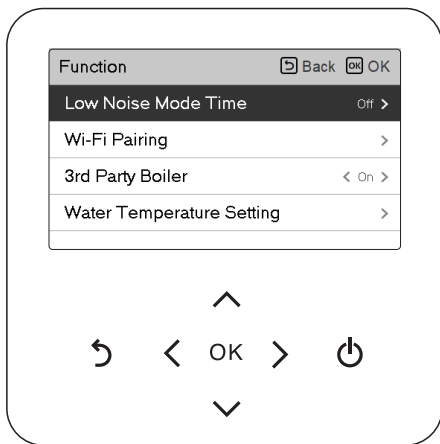 Function Back OK OK
Low Noise Mode Time Off >
Wi-Fi Pairing >
3rd Party Boiler < On >
Water Temperature Setting >
OK